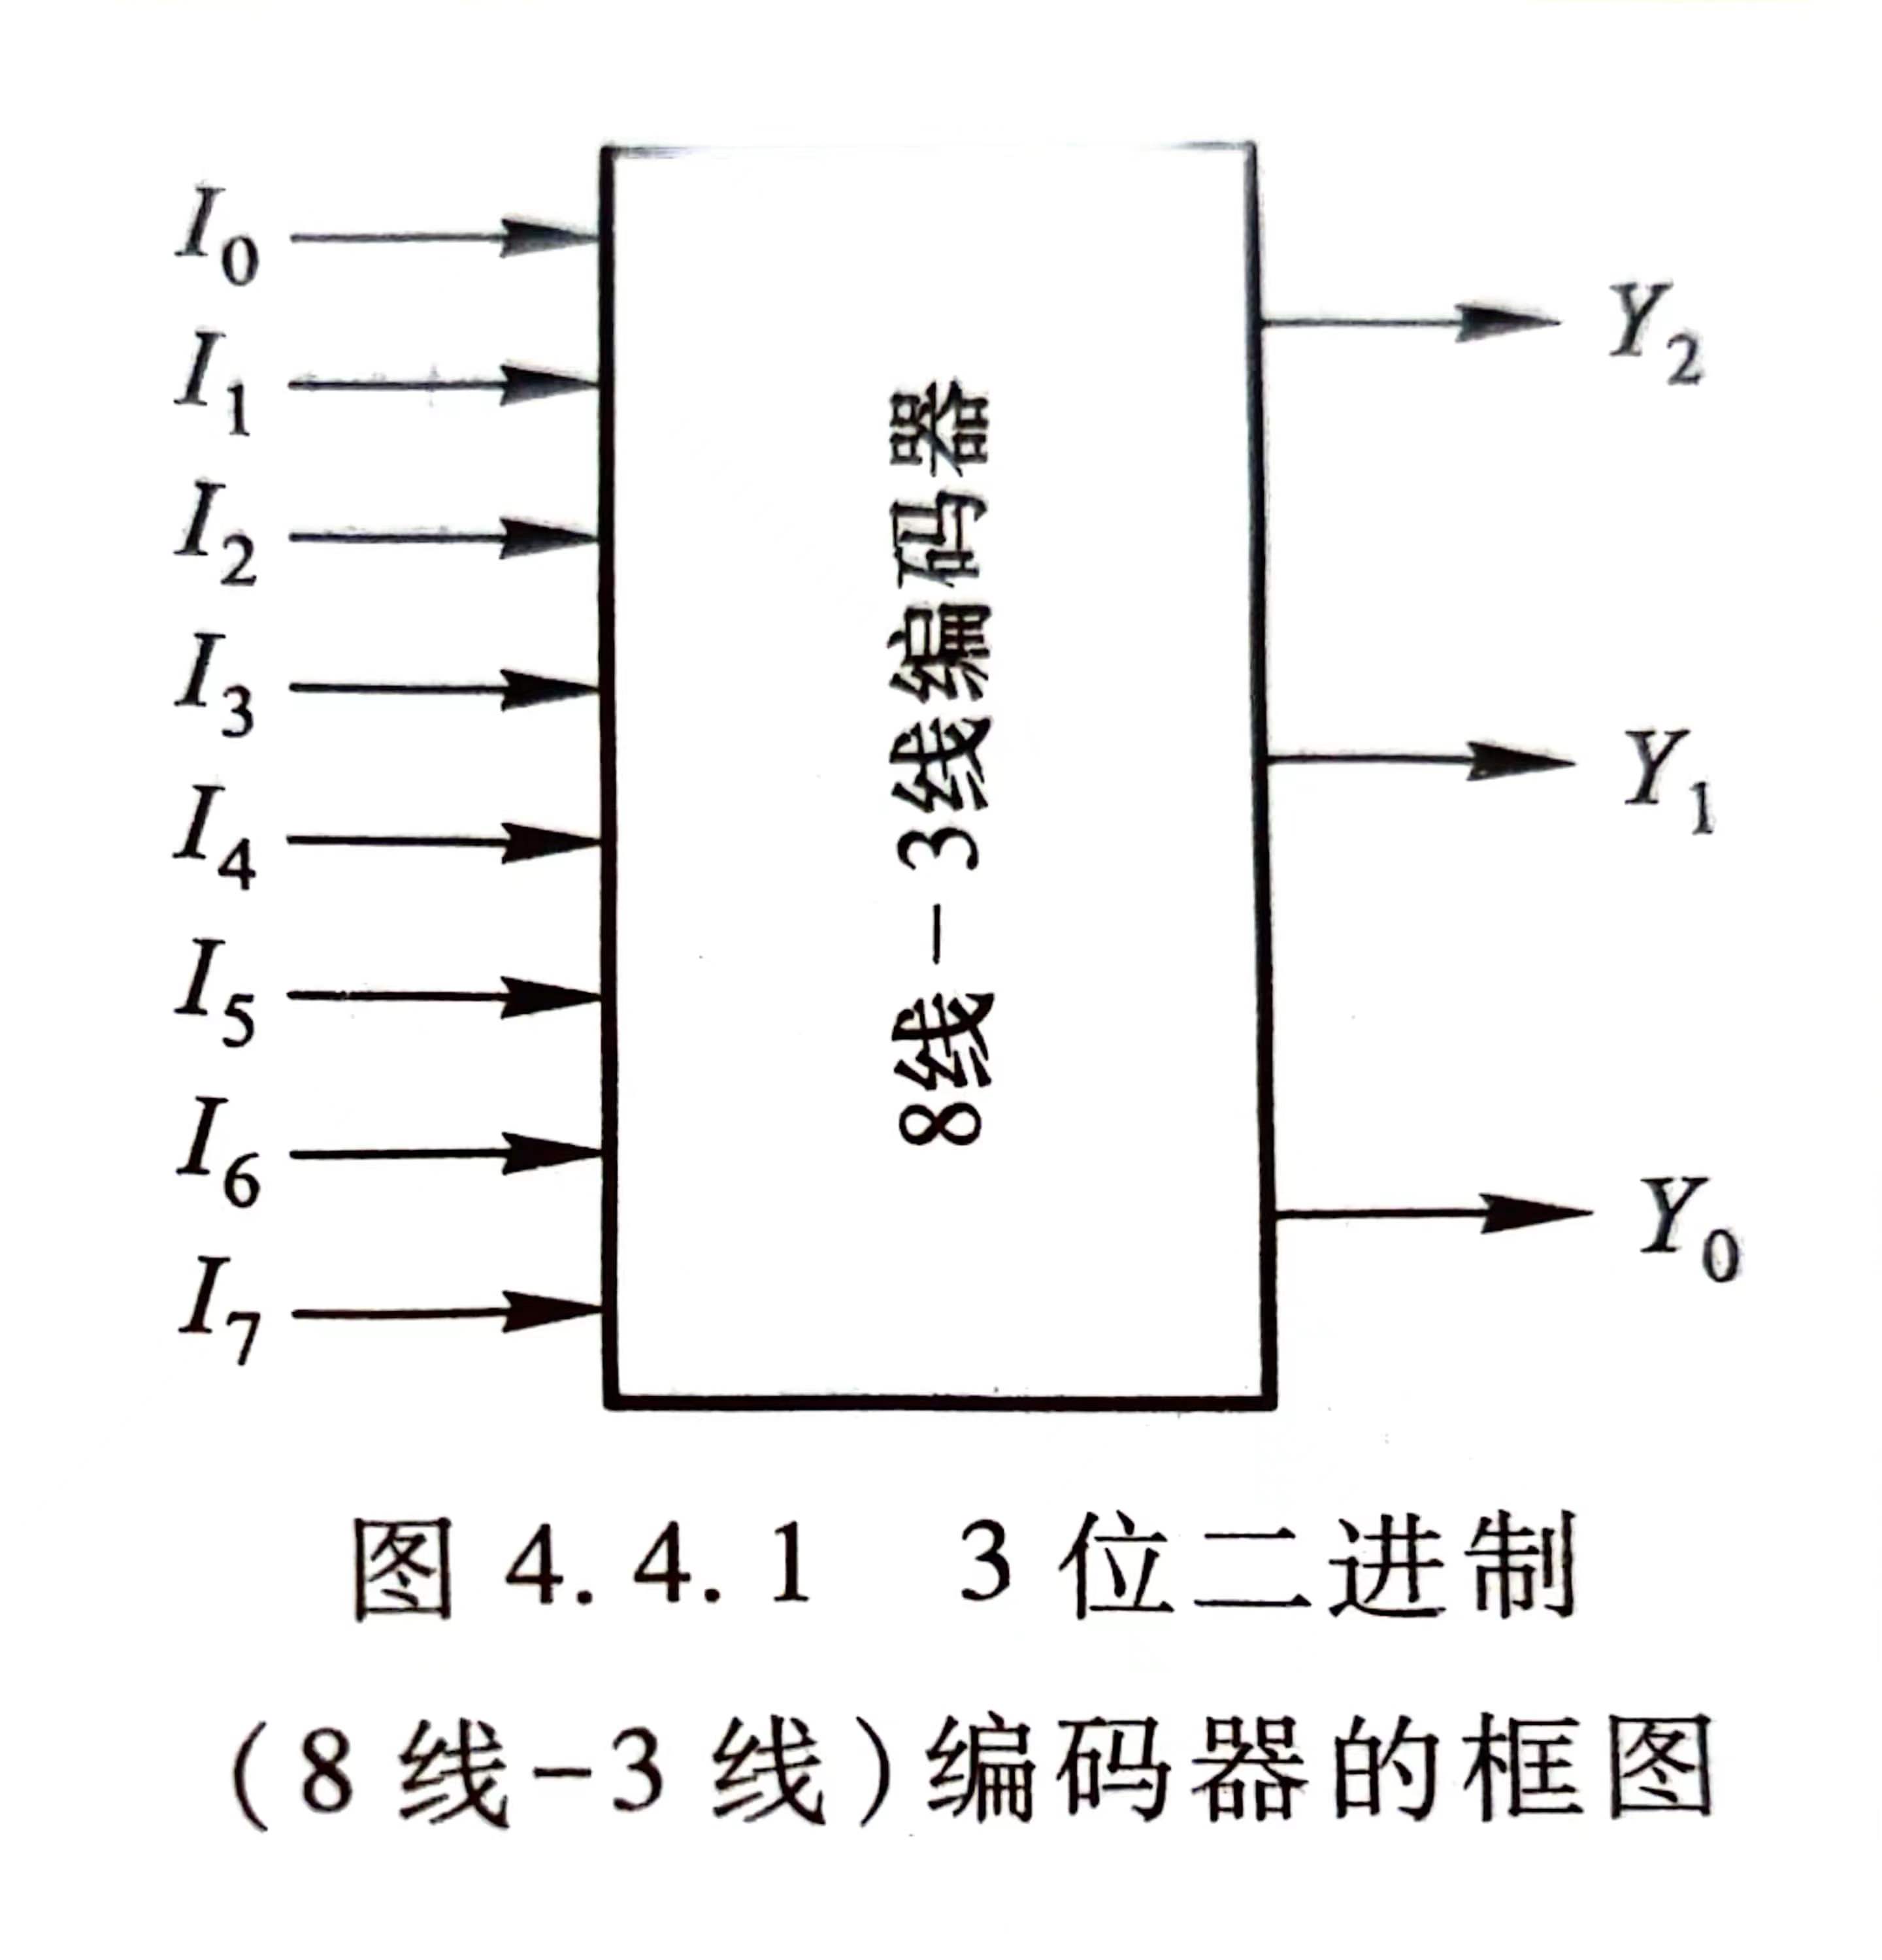 I0
I1
I2
I3
I4
I5
I6
I7
8线-3线编码器
Y2
Y1
Y0
图 4.4.1 3 位二进制
(8 线-3 线)编码器的框图